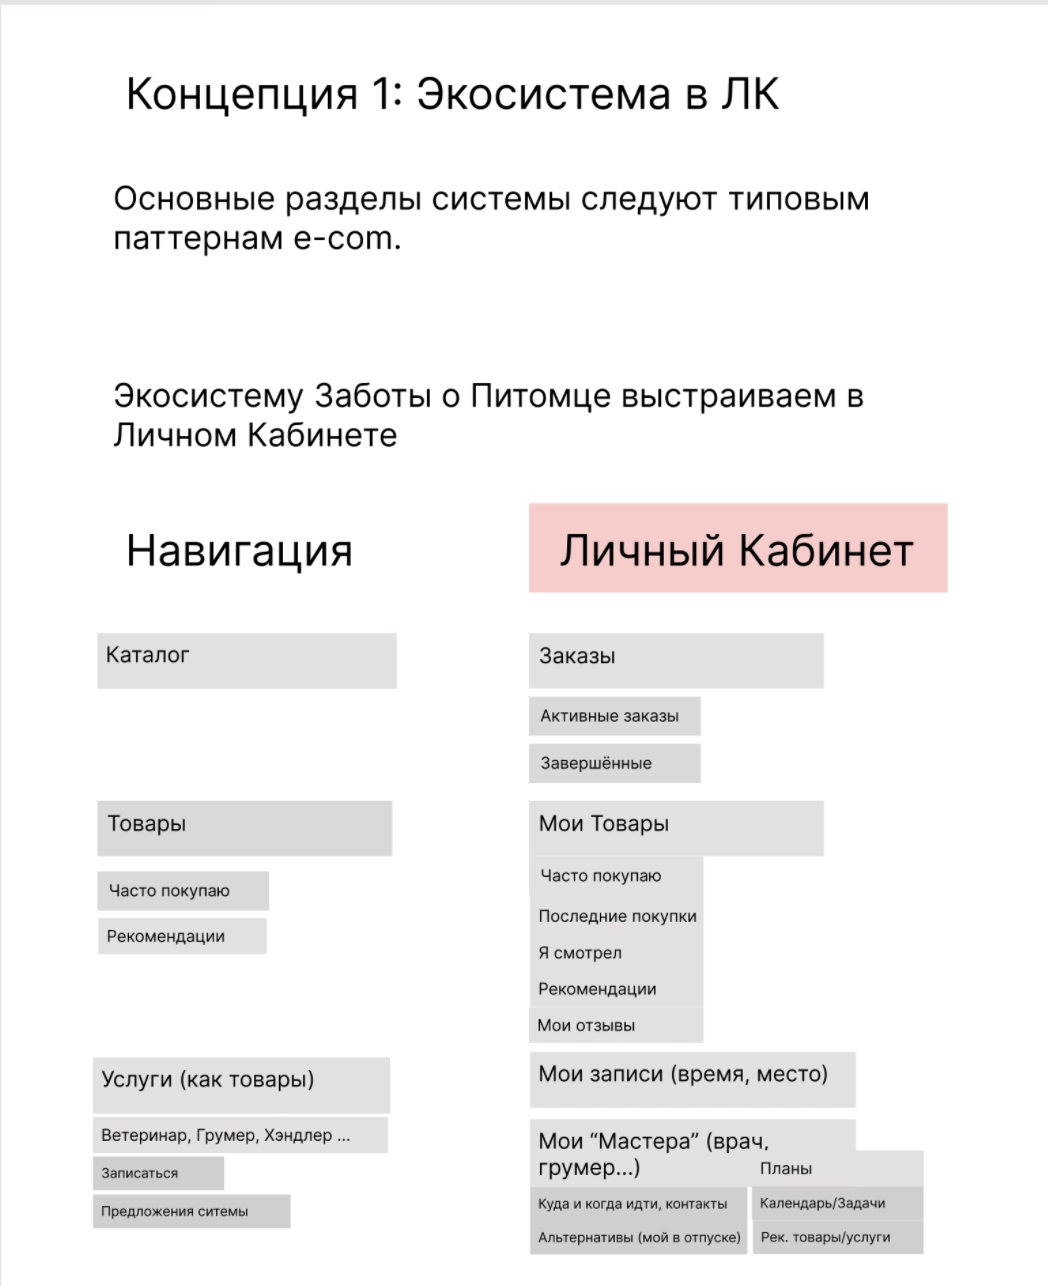 Концепция 1: Экосистема в ЛК
Основные разделы системы следуют типовым
паттернам e-com.
Экосистему Заботы о Питомце выстраиваем в
Личном Кабинете
Навигация
Каталог
Товары
Часто покупаю
Рекомендации
Услуги (как товары)
Ветеринар, Грумер, Хэндлер ...
Записаться
Предложения ситемы
Личный Кабинет
Заказы
Активные заказы
Завершённые
Мои Товары
Часто покупаю
Последние покупки
Я смотрел
Рекомендации
Мои отзывы
Мои записи (время, место)
Мои “Мастера” (врач,
грумер...)
Куда и когда идти, контакты
Альтернативы (мой в отпуске)
Планы
Календарь/Задачи
Рек. товары/услуги